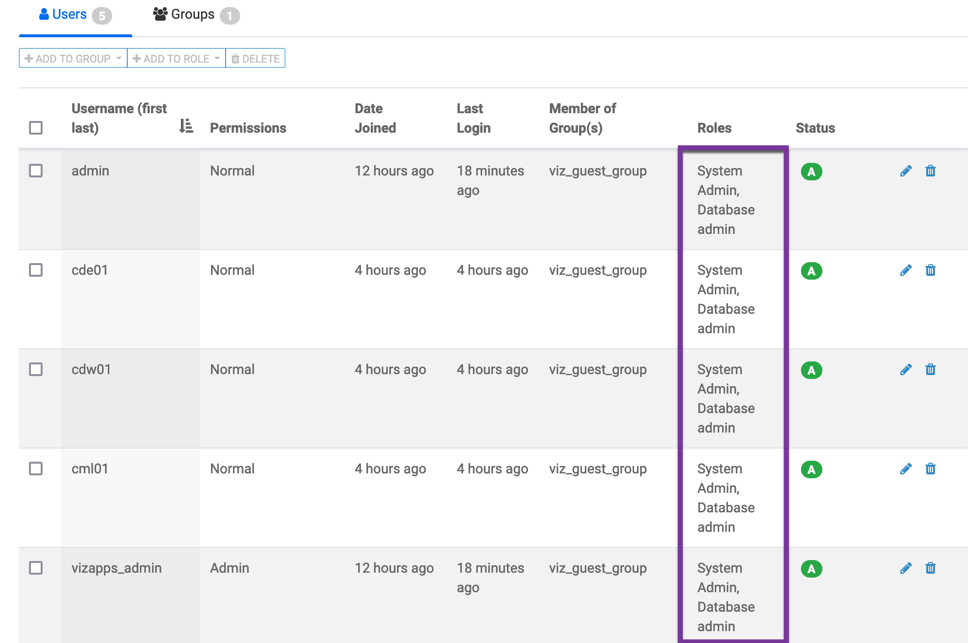 Users 5 Groups 1
ADD TO GROUP ADD TO ROLE DELETE
Username (first last) Permissions Date Joined Last Login Member of Group(s) Roles Status
admin Normal 12 hours ago 18 minutes ago viz_guest_group System Admin, Database admin A
cde01 Normal 4 hours ago 4 hours ago viz_guest_group System Admin, Database admin A
cdw01 Normal 4 hours ago 4 hours ago viz_guest_group System Admin, Database admin A
cml01 Normal 4 hours ago 4 hours ago viz_guest_group System Admin, Database admin A
vizapps_admin Admin 12 hours ago 18 minutes ago viz_guest_group System Admin, Database admin A